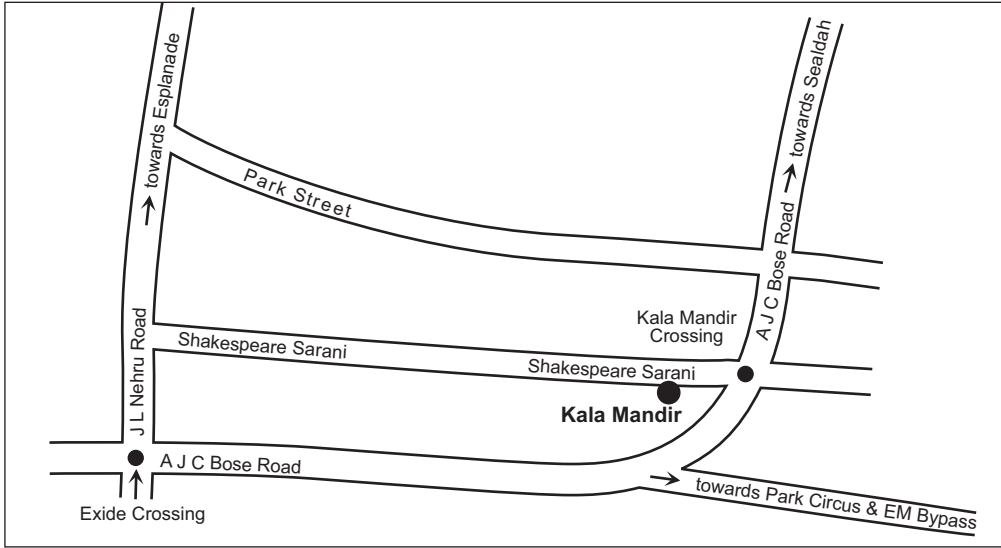 towards Esplanade
towards Sealdah
Park Street
A J C Bose Road
Kala Mandir
Crossing
J L Nehru Road
Shakespeare Sarani
Shakespeare Sarani
Kala Mandir
A J C Bose Road
towards Park Circus & EM Bypass
Exide Crossing